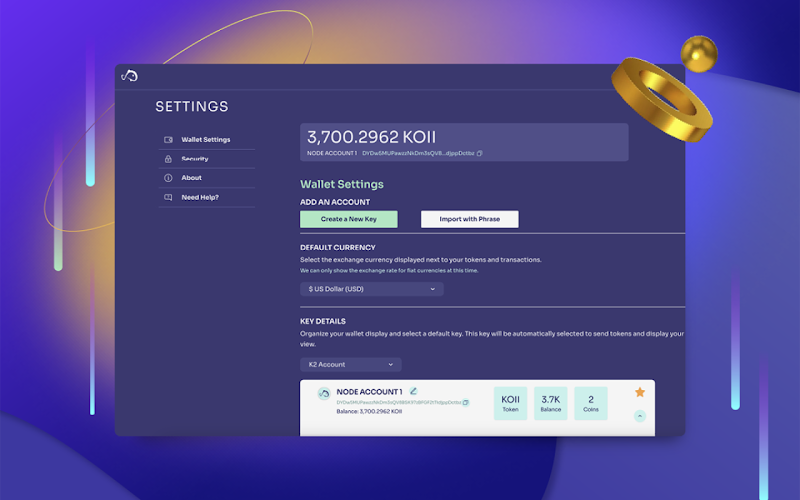 SETTINGS
Wallet Settings
Security
About
Need Help?
3,700.2962 KOII
NODE ACCOUNT 1
Wallet Settings
ADD AN ACCOUNT
Create a New Key
Import with Phrase
DEFAULT CURRENCY
Select the exchange currency displayed next to your tokens and transactions.
We can only show the exchange rate for fiat currencies at this time.
$ US Dollar (USD)
KEY DETAILS
Organize your wallet display and select a default key. This key will be automatically selected to send tokens and display your
view.
K2 Account
NODE ACCOUNT 1
Balance: 3,700.2962 KOII
KOII
Token
3.7K
Balance
2
Coins